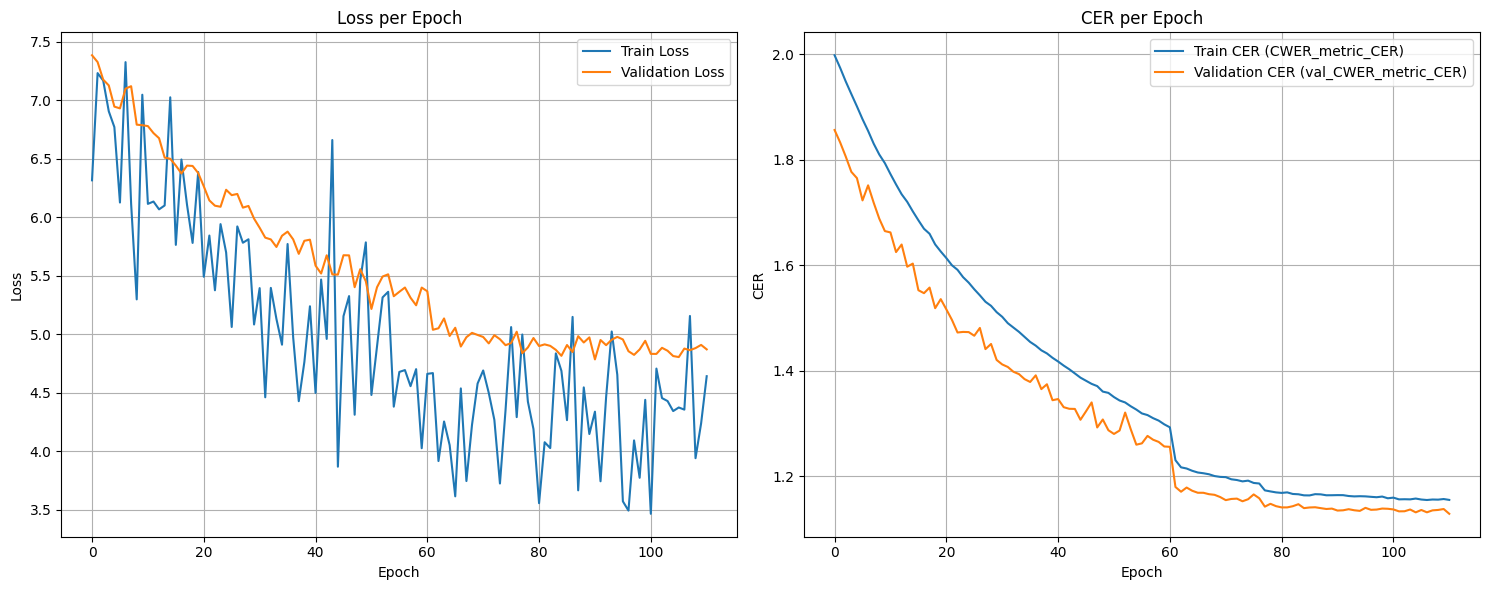 Loss per Epoch
7.5
7.0
6.5
6.0
5.5
5.0
4.5
4.0
3.5
Loss
0 20 40 60 80 100
Epoch
Train Loss
Validation Loss
CER per Epoch
2.0
1.8
1.6
1.4
1.2
CER
0 20 40 60 80 100
Epoch
Train CER (CWER_metric_CER)
Validation CER (val_CWER_metric_CER)